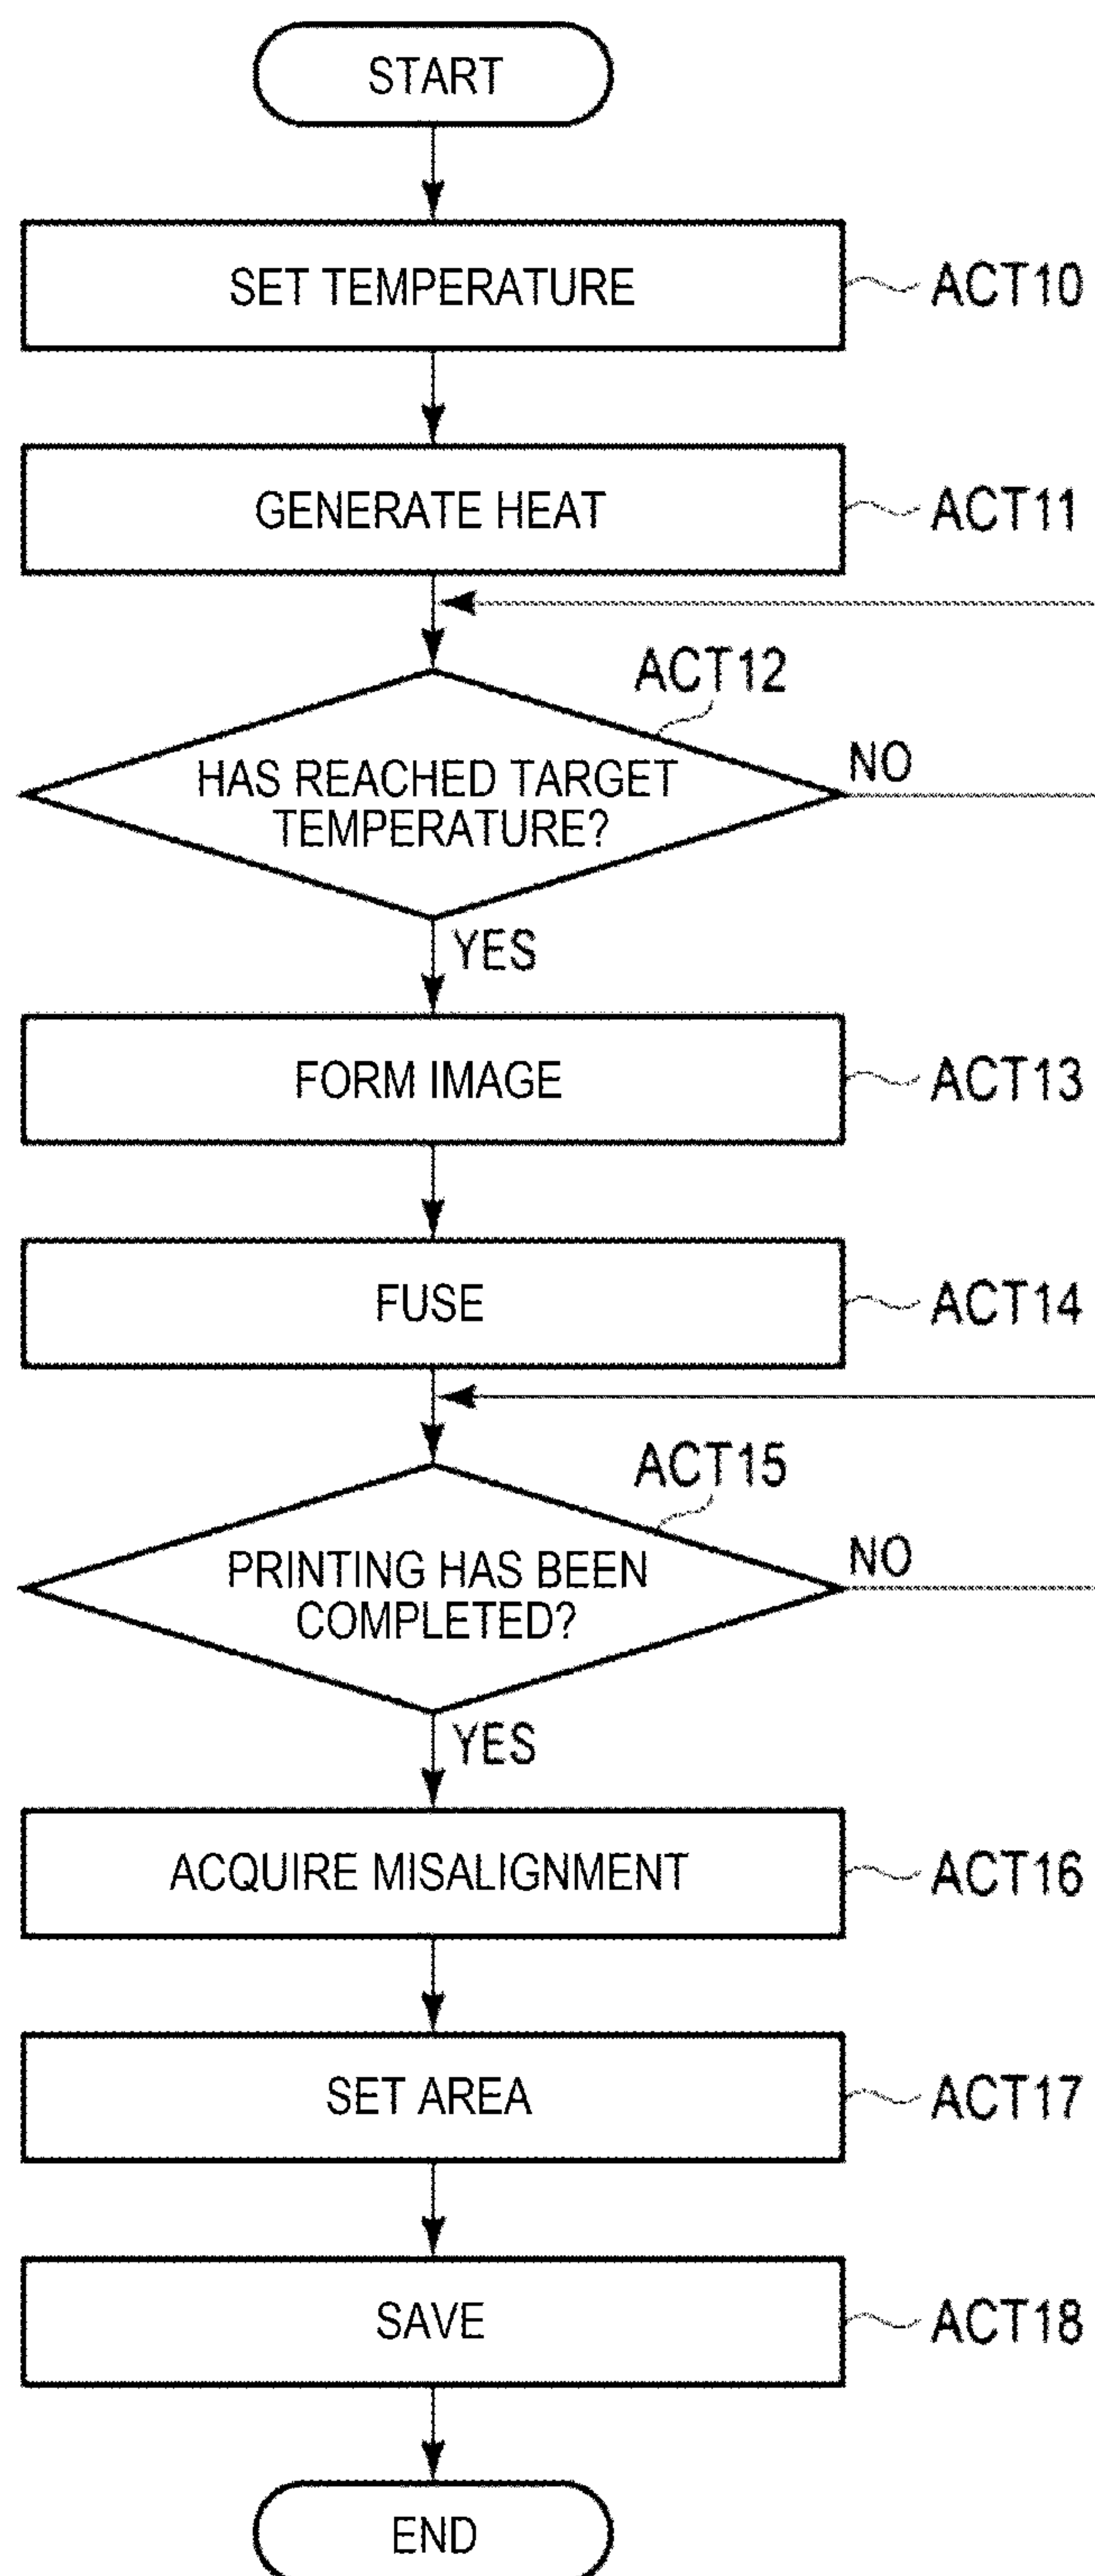 START
SET TEMPERATURE
ACT10
GENERATE HEAT
ACT11
ACT12
HAS REACHED TARGET
TEMPERATURE?
NO
YES
FORM IMAGE
ACT13
FUSE
ACT14
ACT15
PRINTING HAS BEEN
COMPLETED?
NO
YES
ACQUIRE MISALIGNMENT
ACT16
SET AREA
ACT17
SAVE
ACT18
END